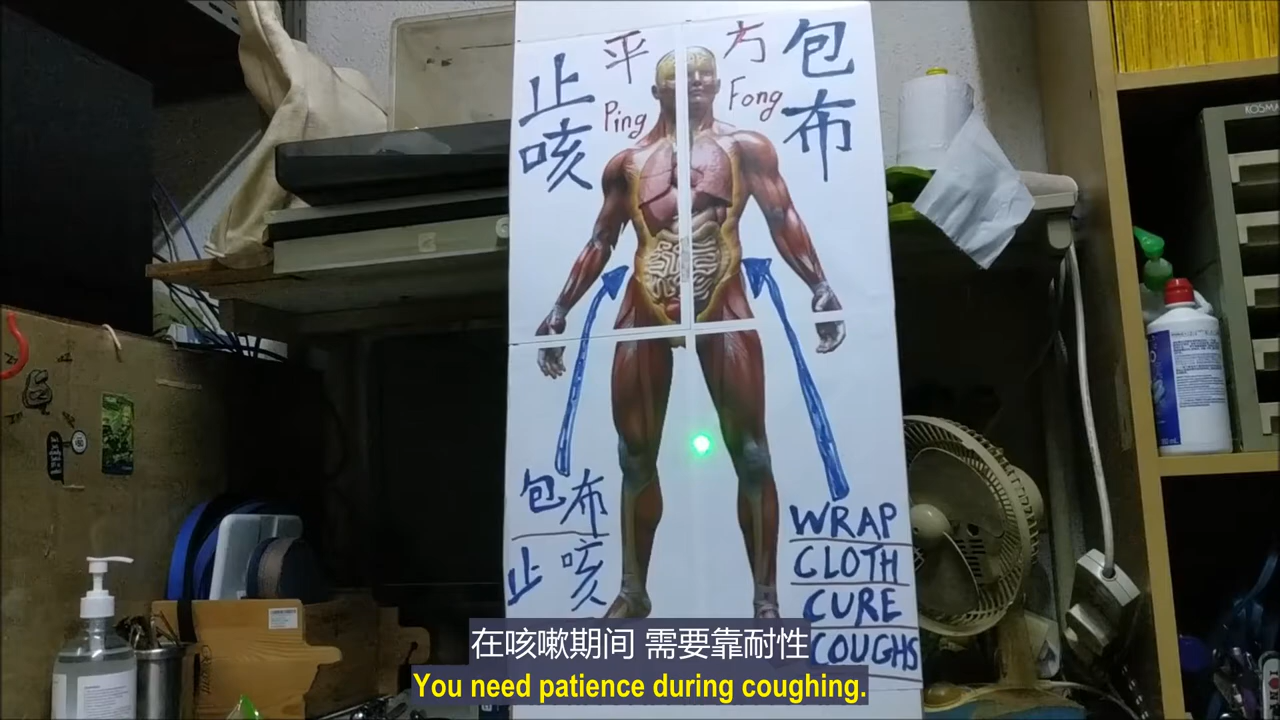 止咳
平
Ping
方
Fong
包布
包布
止咳
WRAP
CLOTH
CURE
COUGHS
KOSMA
在咳嗽期间 需要靠耐性
You need patience during coughing.